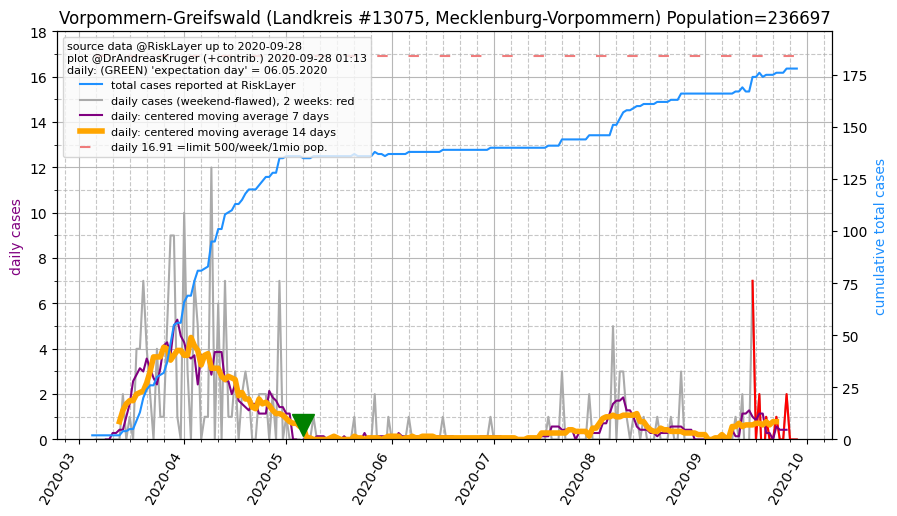 Vorpommern-Greifswald (Landkreis #13075, Mecklenburg-Vorpommern) Population=236697
source data @RiskLayer up to 2020-09-28
plot @DrAndreasKruger (+contrib.) 2020-09-28 01:13
daily: (GREEN) 'expectation day' = 06.05.2020
total cases reported at RiskLayer
daily cases (weekend-flawed), 2 weeks: red
daily: centered moving average 7 days
daily: centered moving average 14 days
daily 16.91 =limit 500/week/1mio pop.
daily cases
18
16
14
12
10
8
6
4
2
0
cumulative total cases
175
150
125
100
75
50
25
0
2020-03
2020-04
2020-05
2020-06
2020-07
2020-08
2020-09
2020-10